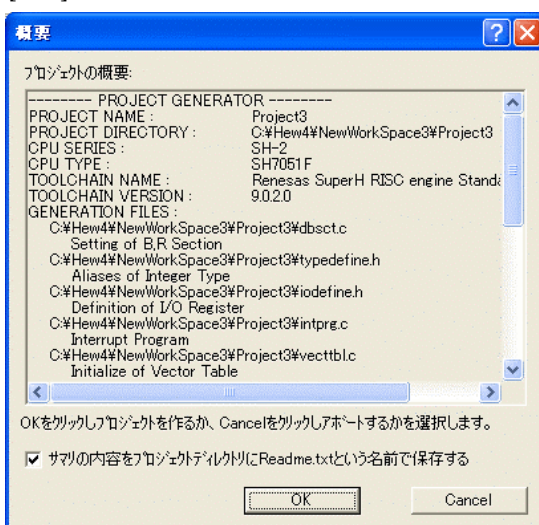 概要
ﾌﾟﾛｼﾞｪｸﾄの概要:
-------- PROJECT GENERATOR --------
PROJECT NAME : Project3
PROJECT DIRECTORY : C:¥Hew4¥NewWorkSpace3¥Project3
CPU SERIES : SH-2
CPU TYPE : SH7051F
TOOLCHAIN NAME : Renesas SuperH RISC engine Standa
TOOLCHAIN VERSION : 9.0.2.0
GENERATION FILES :
C:¥Hew4¥NewWorkSpace3¥Project3¥dbsct.c
Setting of B,R Section
C:¥Hew4¥NewWorkSpace3¥Project3¥typedefine.h
Aliases of Integer Type
C:¥Hew4¥NewWorkSpace3¥Project3¥iodefine.h
Definition of I/O Register
C:¥Hew4¥NewWorkSpace3¥Project3¥intprg.c
Interrupt Program
C:¥Hew4¥NewWorkSpace3¥Project3¥vecttbl.c
Initialize of Vector Table
OKをｸﾘｯｸしﾌﾟﾛｼﾞｪｸﾄを作るか、Cancelをｸﾘｯｸしｱﾎﾞｰﾄするかを選択します。
ｻﾏﾘの内容をﾌﾟﾛｼﾞｪｸﾄﾃﾞｨﾚｸﾄﾘにReadme.txtという名前で保存する
OK Cancel